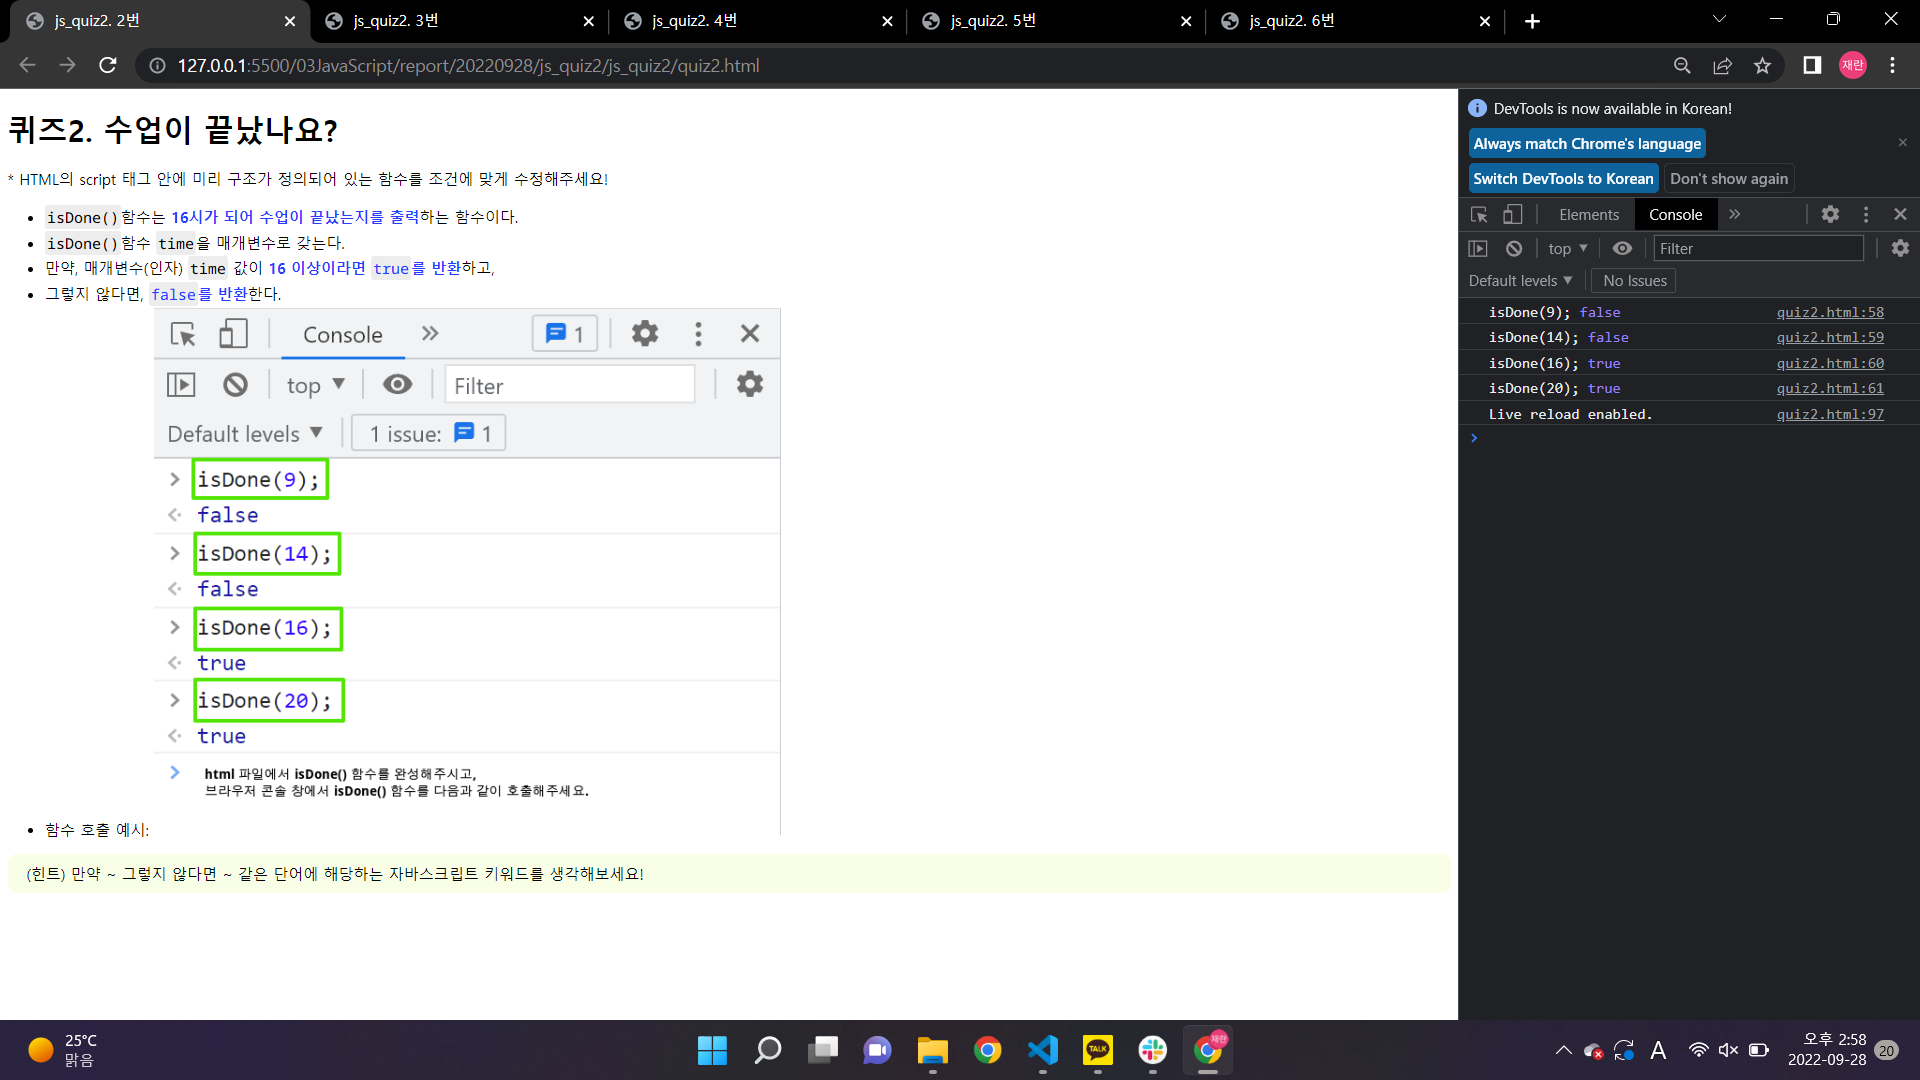 js_quiz2. 2번
js_quiz2. 3번
js_quiz2. 4번
js_quiz2. 5번
js_quiz2. 6번
127.0.0.1:5500/03JavaScript/report/20220928/js_quiz2/js_quiz2/quiz2.html
재란
퀴즈2. 수업이 끝났나요?
* HTML의 script 태그 안에 미리 구조가 정의되어 있는 함수를 조건에 맞게 수정해주세요!
• isDone()함수는 16시가 되어 수업이 끝났는지를 출력하는 함수이다.
• isDone()함수 time을 매개변수로 갖는다.
• 만약, 매개변수(인자) time 값이 16 이상이라면 true를 반환하고,
• 그렇지 않다면, false를 반환한다.
Console
1
top
Filter
Default levels
1 issue: 1
> isDone(9);
false
> isDone(14);
false
> isDone(16);
true
> isDone(20);
true
html 파일에서 isDone() 함수를 완성해주시고,
브라우저 콘솔 창에서 isDone() 함수를 다음과 같이 호출해주세요.
• 함수 호출 예시:
(힌트) 만약 ~ 그렇지 않다면 ~ 같은 단어에 해당하는 자바스크립트 키워드를 생각해보세요!
DevTools is now available in Korean!
Always match Chrome's language
Switch DevTools to Korean
Don't show again
Elements
Console
top
Filter
Default levels
No Issues
isDone(9); false quiz2.html:58
isDone(14); false quiz2.html:59
isDone(16); true quiz2.html:60
isDone(20); true quiz2.html:61
Live reload enabled. quiz2.html:97
25°C
맑음
TALK
재란
A
오후 2:58
2022-09-28
20